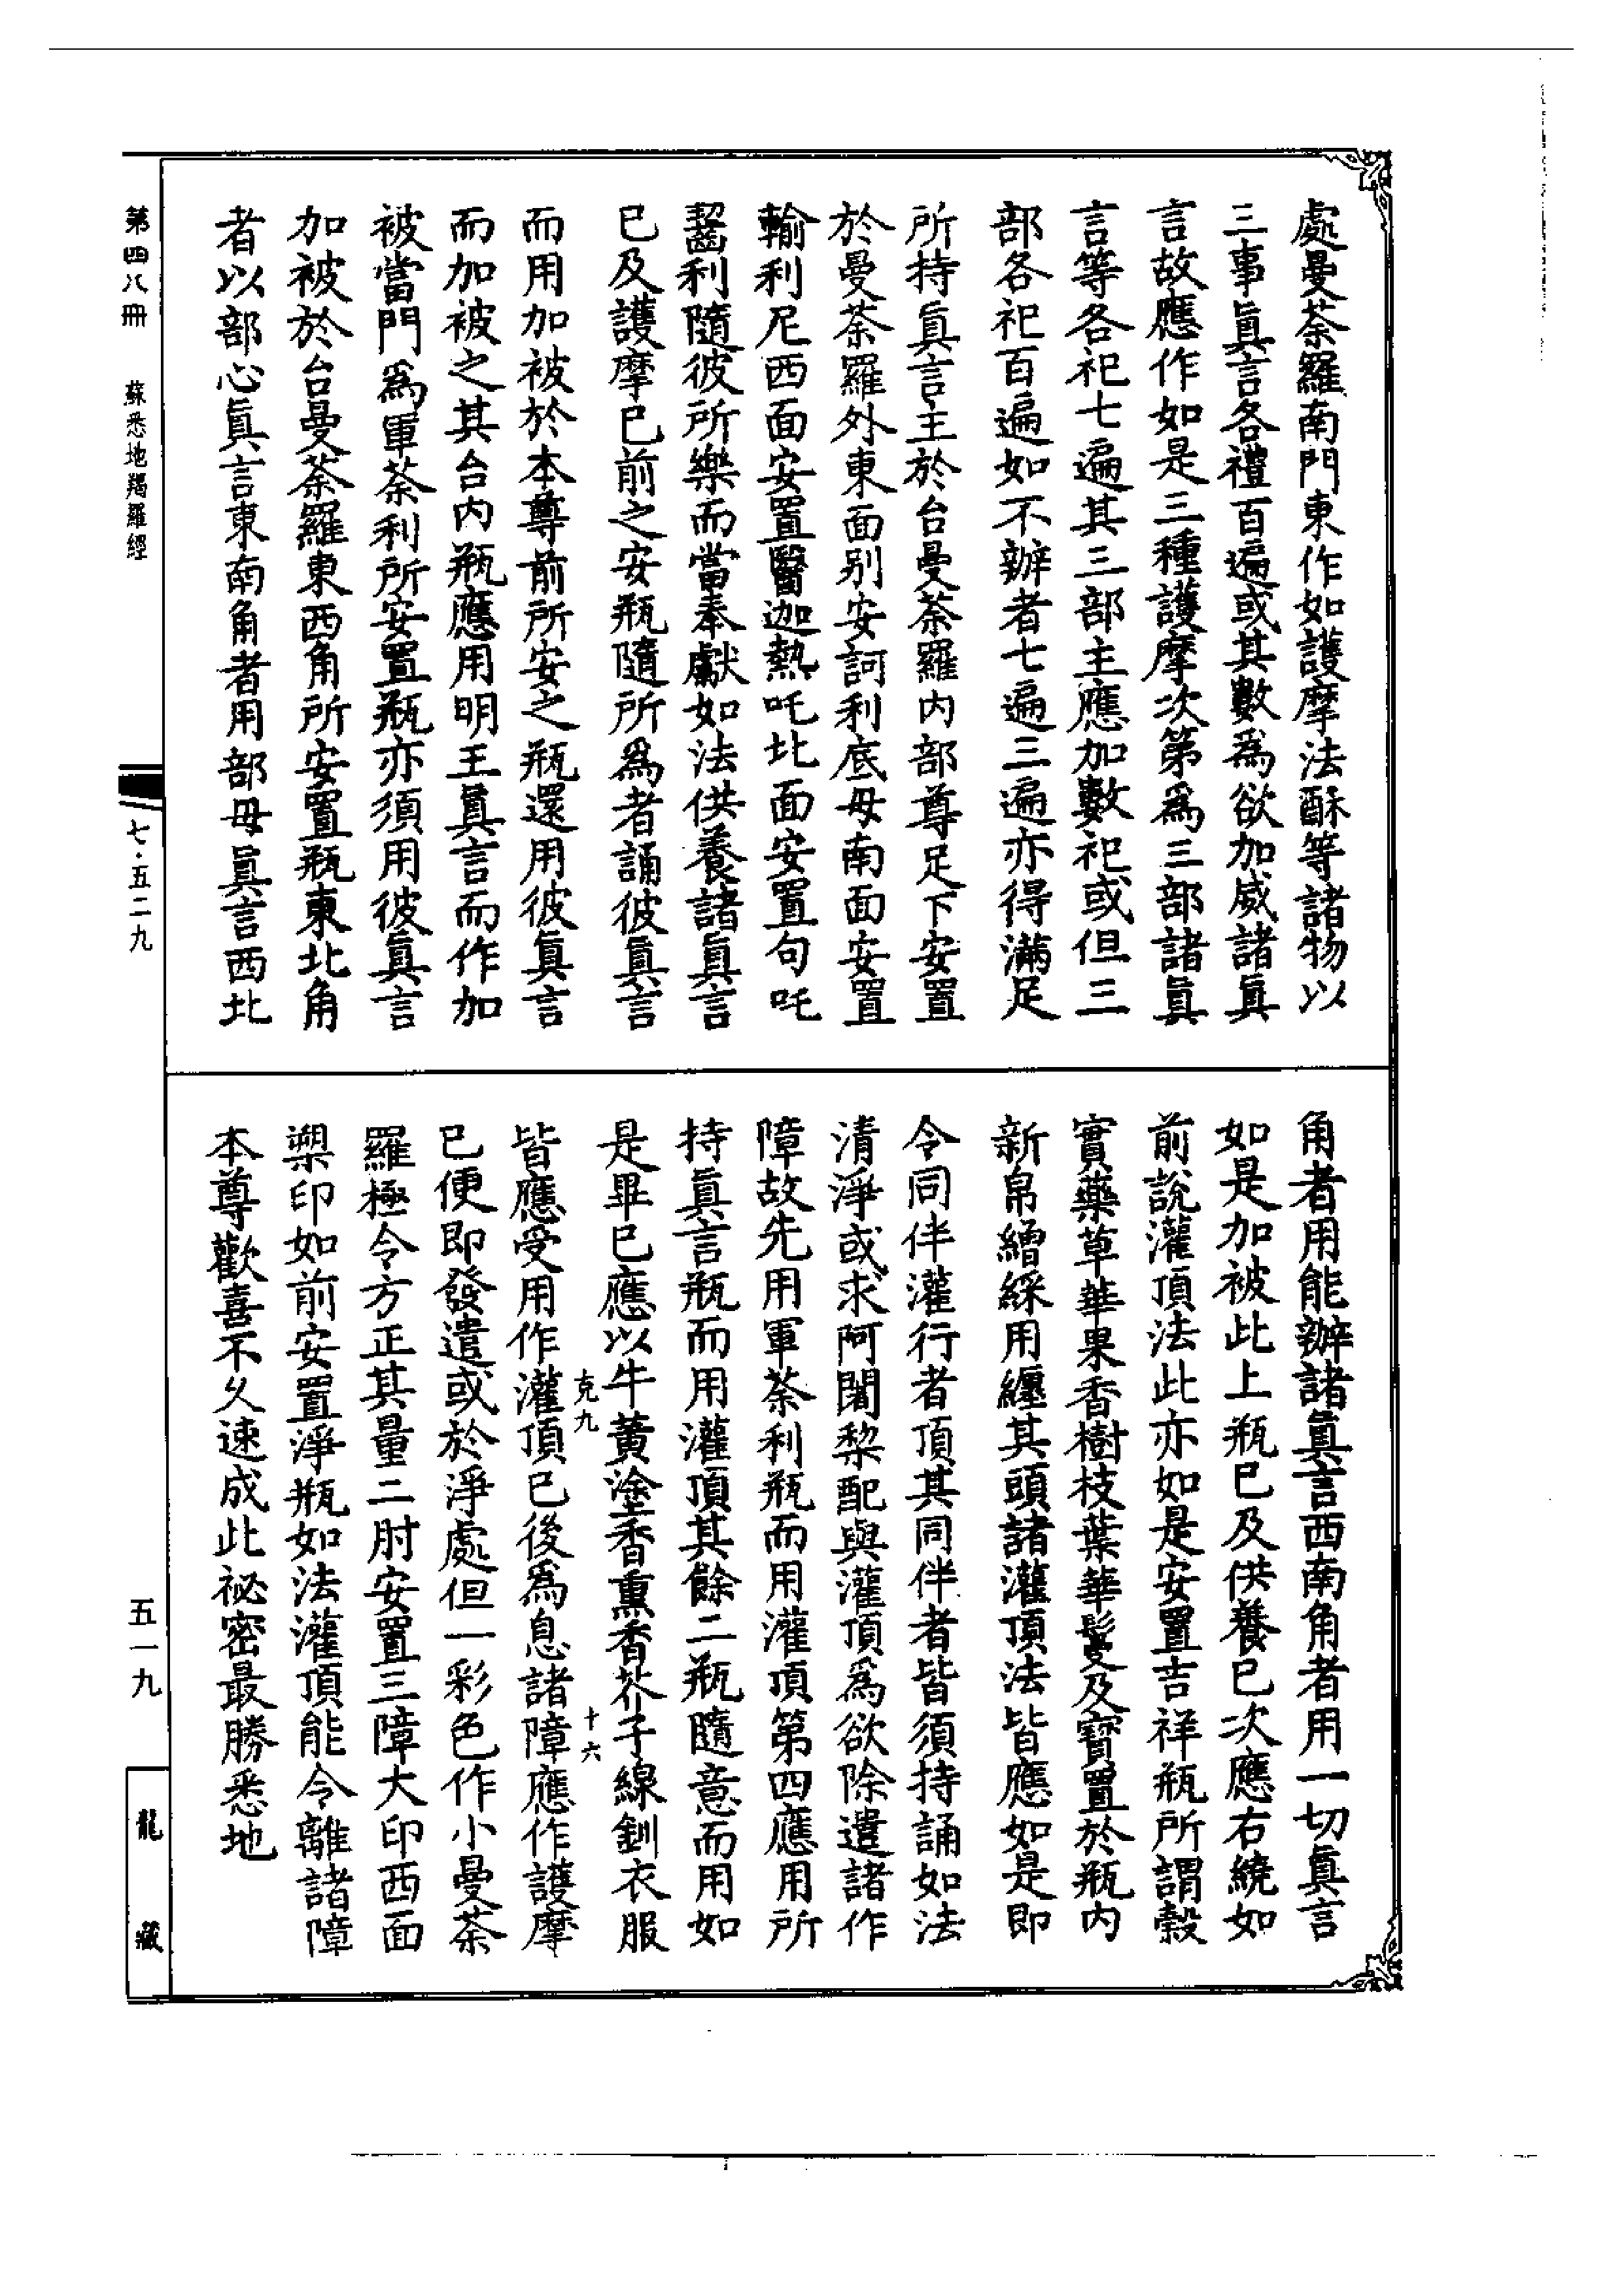 處曼荼羅南門東作如護摩法酥等諸物以
三事眞言各禮百遍或其數爲欲加威諸眞
言故應作如是三種護摩次第爲三部諸眞
言等各祀七遍其三部主應加數祀或但三
部各祀百遍如不辦者七遍三遍亦得滿足
所持眞言主於台曼荼羅内部尊足下安置
於曼荼羅外東面别安訶利底母南面安置
輸利尼西面安置醫迦熱吒北面安置句吒
齧利隨彼所樂而當奉獻如法供養諸眞言
已及護摩已前之安瓶隨所爲者誦彼眞言
而用加被於本尊前所安之瓶還用彼眞言
而加被之其台内瓶應用明王眞言而作加
被當門爲軍荼利所安置瓶亦須用彼眞言
加被於台曼荼羅東西角所安置瓶東北角
者以部心眞言東南角者用部母眞言西北
角者用能辦諸眞言西南角者用一切眞言
如是加被此上瓶已及供養已次應右繞如
前說灌頂法此亦如是安置吉祥瓶所謂穀
實藥草華果香樹枝葉華鬘及寶置於瓶内
新帛繒綵用纏其頭諸灌頂法皆應如是即
令同伴灌行者頂其同伴者皆須持誦如法
清淨或求阿闍梨配與灌頂爲欲除遣諸作
障故先用軍荼利瓶而用灌頂第四應用所
持眞言瓶而用灌頂其餘二瓶隨意而用如
是畢已應以牛黃塗香熏香芥子線釧衣服
克九
十六
皆應受用作灌頂已後爲息諸障應作護摩
已便即發遣或於淨處但一彩色作小曼荼
羅極令方正其量二肘安置三障大印西面
槊印如前安置淨瓶如法灌頂能令離諸障
本尊歡喜不久速成此祕密最勝悉地
第四八冊
蘇悉地羯羅經
七·五二九
五一九
龍藏